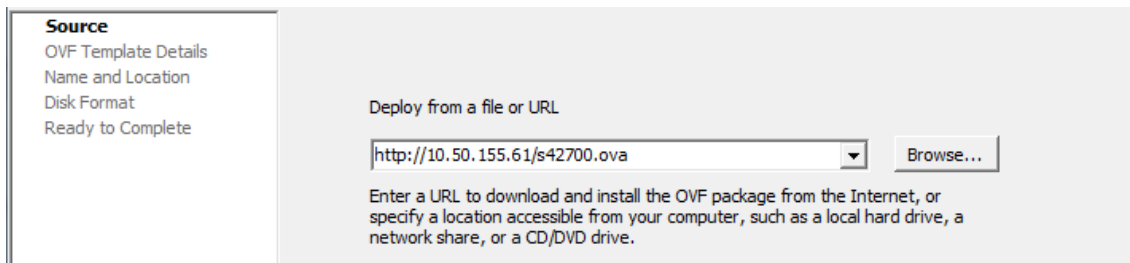 Source
OVF Template Details
Name and Location
Disk Format
Ready to Complete
Deploy from a file or URL
http://10.50.155.61/s42700.ova
Browse...
Enter a URL to download and install the OVF package from the Internet, or
specify a location accessible from your computer, such as a local hard drive, a
network share, or a CD/DVD drive.